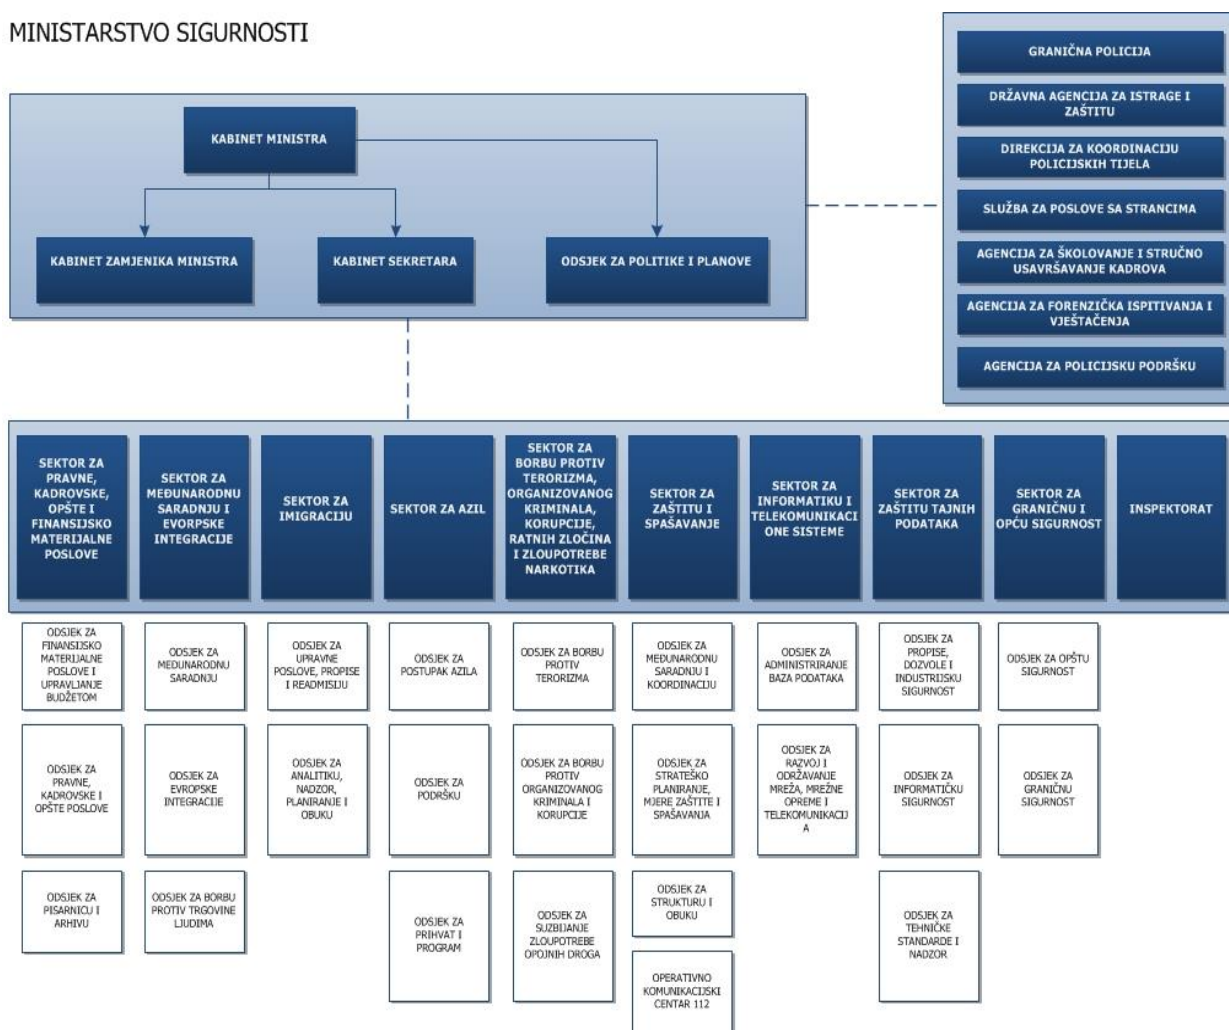 MINISTARSTVO SIGURNOSTI
KABINET MINISTRA
KABINET ZAMJENIKA MINISTRA
KABINET SEKRETARA
ODSJEK ZA POLITIKE I PLANOVE
GRANIČNA POLICIJA
DRŽAVNA AGENCIJA ZA ISTRAGE I
ZAŠTITU
DIREKCIJA ZA KOORDINACIJU
POLICIJSKIH TIJELA
SLUŽBA ZA POSLOVE SA STRANCIMA
AGENCIJA ZA ŠKOLOVANJE I STRUČNO
USAVRŠAVANJE KADROVA
AGENCIJA ZA FORENZIČKA ISPITIVANJA I
VJEŠTAČENJA
AGENCIJA ZA POLICIJSKU PODRŠKU
SEKTOR ZA
PRAVNE,
KADROVSKE,
OPŠTE I
FINANSIJSKO
MATERIJALNE
POSLOVE
SEKTOR ZA
MEĐUNARODNU
SARADNJU I
EVORPSKE
INTEGRACIJE
SEKTOR ZA
IMIGRACIJU
SEKTOR ZA AZIL
SEKTOR ZA
BORBU PROTIV
TERORIZMA,
ORGANIZOVANOG
KRIMINALA,
KORUPCIJE,
RATNIH ZLOČINA
I ZLOUPOTREBE
NARKOTIKA
SEKTOR ZA
ZAŠTITU I
SPAŠAVANJE
SEKTOR ZA
INFORMATIKU I
TELEKOMUNIKACI
ONE SISTEME
SEKTOR ZA
ZAŠTITU TAJNIH
PODATAKA
SEKTOR ZA
GRANIČNU I
OPĆU SIGURNOST
INSPEKTORAT
ODSJEK ZA
FINANSIJSKO
MATERIJALNE
POSLOVE I
UPRAVLJANJE
BUDŽETOM
ODSJEK ZA
MEĐUNARODNU
SARADNJU
ODSJEK ZA
UPRAVNE
POSLOVE, PROPISE
I READMISIJU
ODSJEK ZA
POSTUPAK AZILA
ODSJEK ZA BORBU
PROTIV
TERORIZMA
ODSJEK ZA
MEĐUNARODNU
SARADNJU I
KOORDINACIJU
ODSJEK ZA
ADMINISTRIRANJE
BAZA PODATAKA
ODSJEK ZA
PROPISE,
DOZVOLE I
INDUSTRIJSKU
SIGURNOST
ODSJEK ZA OPŠTU
SIGURNOST
ODSJEK ZA
PRAVNE,
KADROVSKE I
OPŠTE POSLOVE
ODSJEK ZA
EVROPSKE
INTEGRACIJE
ODSJEK ZA
ANALITIKU,
NADZOR,
PLANIRANJE I
OBUKU
ODSJEK ZA
PODRŠKU
ODSJEK ZA BORBU
PROTIV
ORGANIZOVANOG
KRIMINALA I
KORUPCIJE
ODSJEK ZA
STRATEŠKO
PLANIRANJE,
MJERE ZAŠTITE I
SPAŠAVANJA
ODSJEK ZA
RAZVOJ I
ODRŽAVANJE
MREŽA, MREŽNE
OPREME I
TELEKOMUNIKACIJ
A
ODSJEK ZA
INFORMATIČKU
SIGURNOST
ODSJEK ZA
GRANIČNU
SIGURNOST
ODSJEK ZA
PISARNICU I
ARHIVU
ODSJEK ZA BORBU
PROTIV TRGOVINE
LJUDIMA
ODSJEK ZA
PRIHVAT I
PROGRAM
ODSJEK ZA
SUZBIJANJE
ZLOUPOTREBE
OPOJNIH DROGA
ODSJEK ZA
STRUKTURU I
OBUKU
OPERATIVNO
KOMUNIKACIJSKI
CENTAR 112
ODSJEK ZA
TEHNIČKE
STANDARDE I
NADZOR